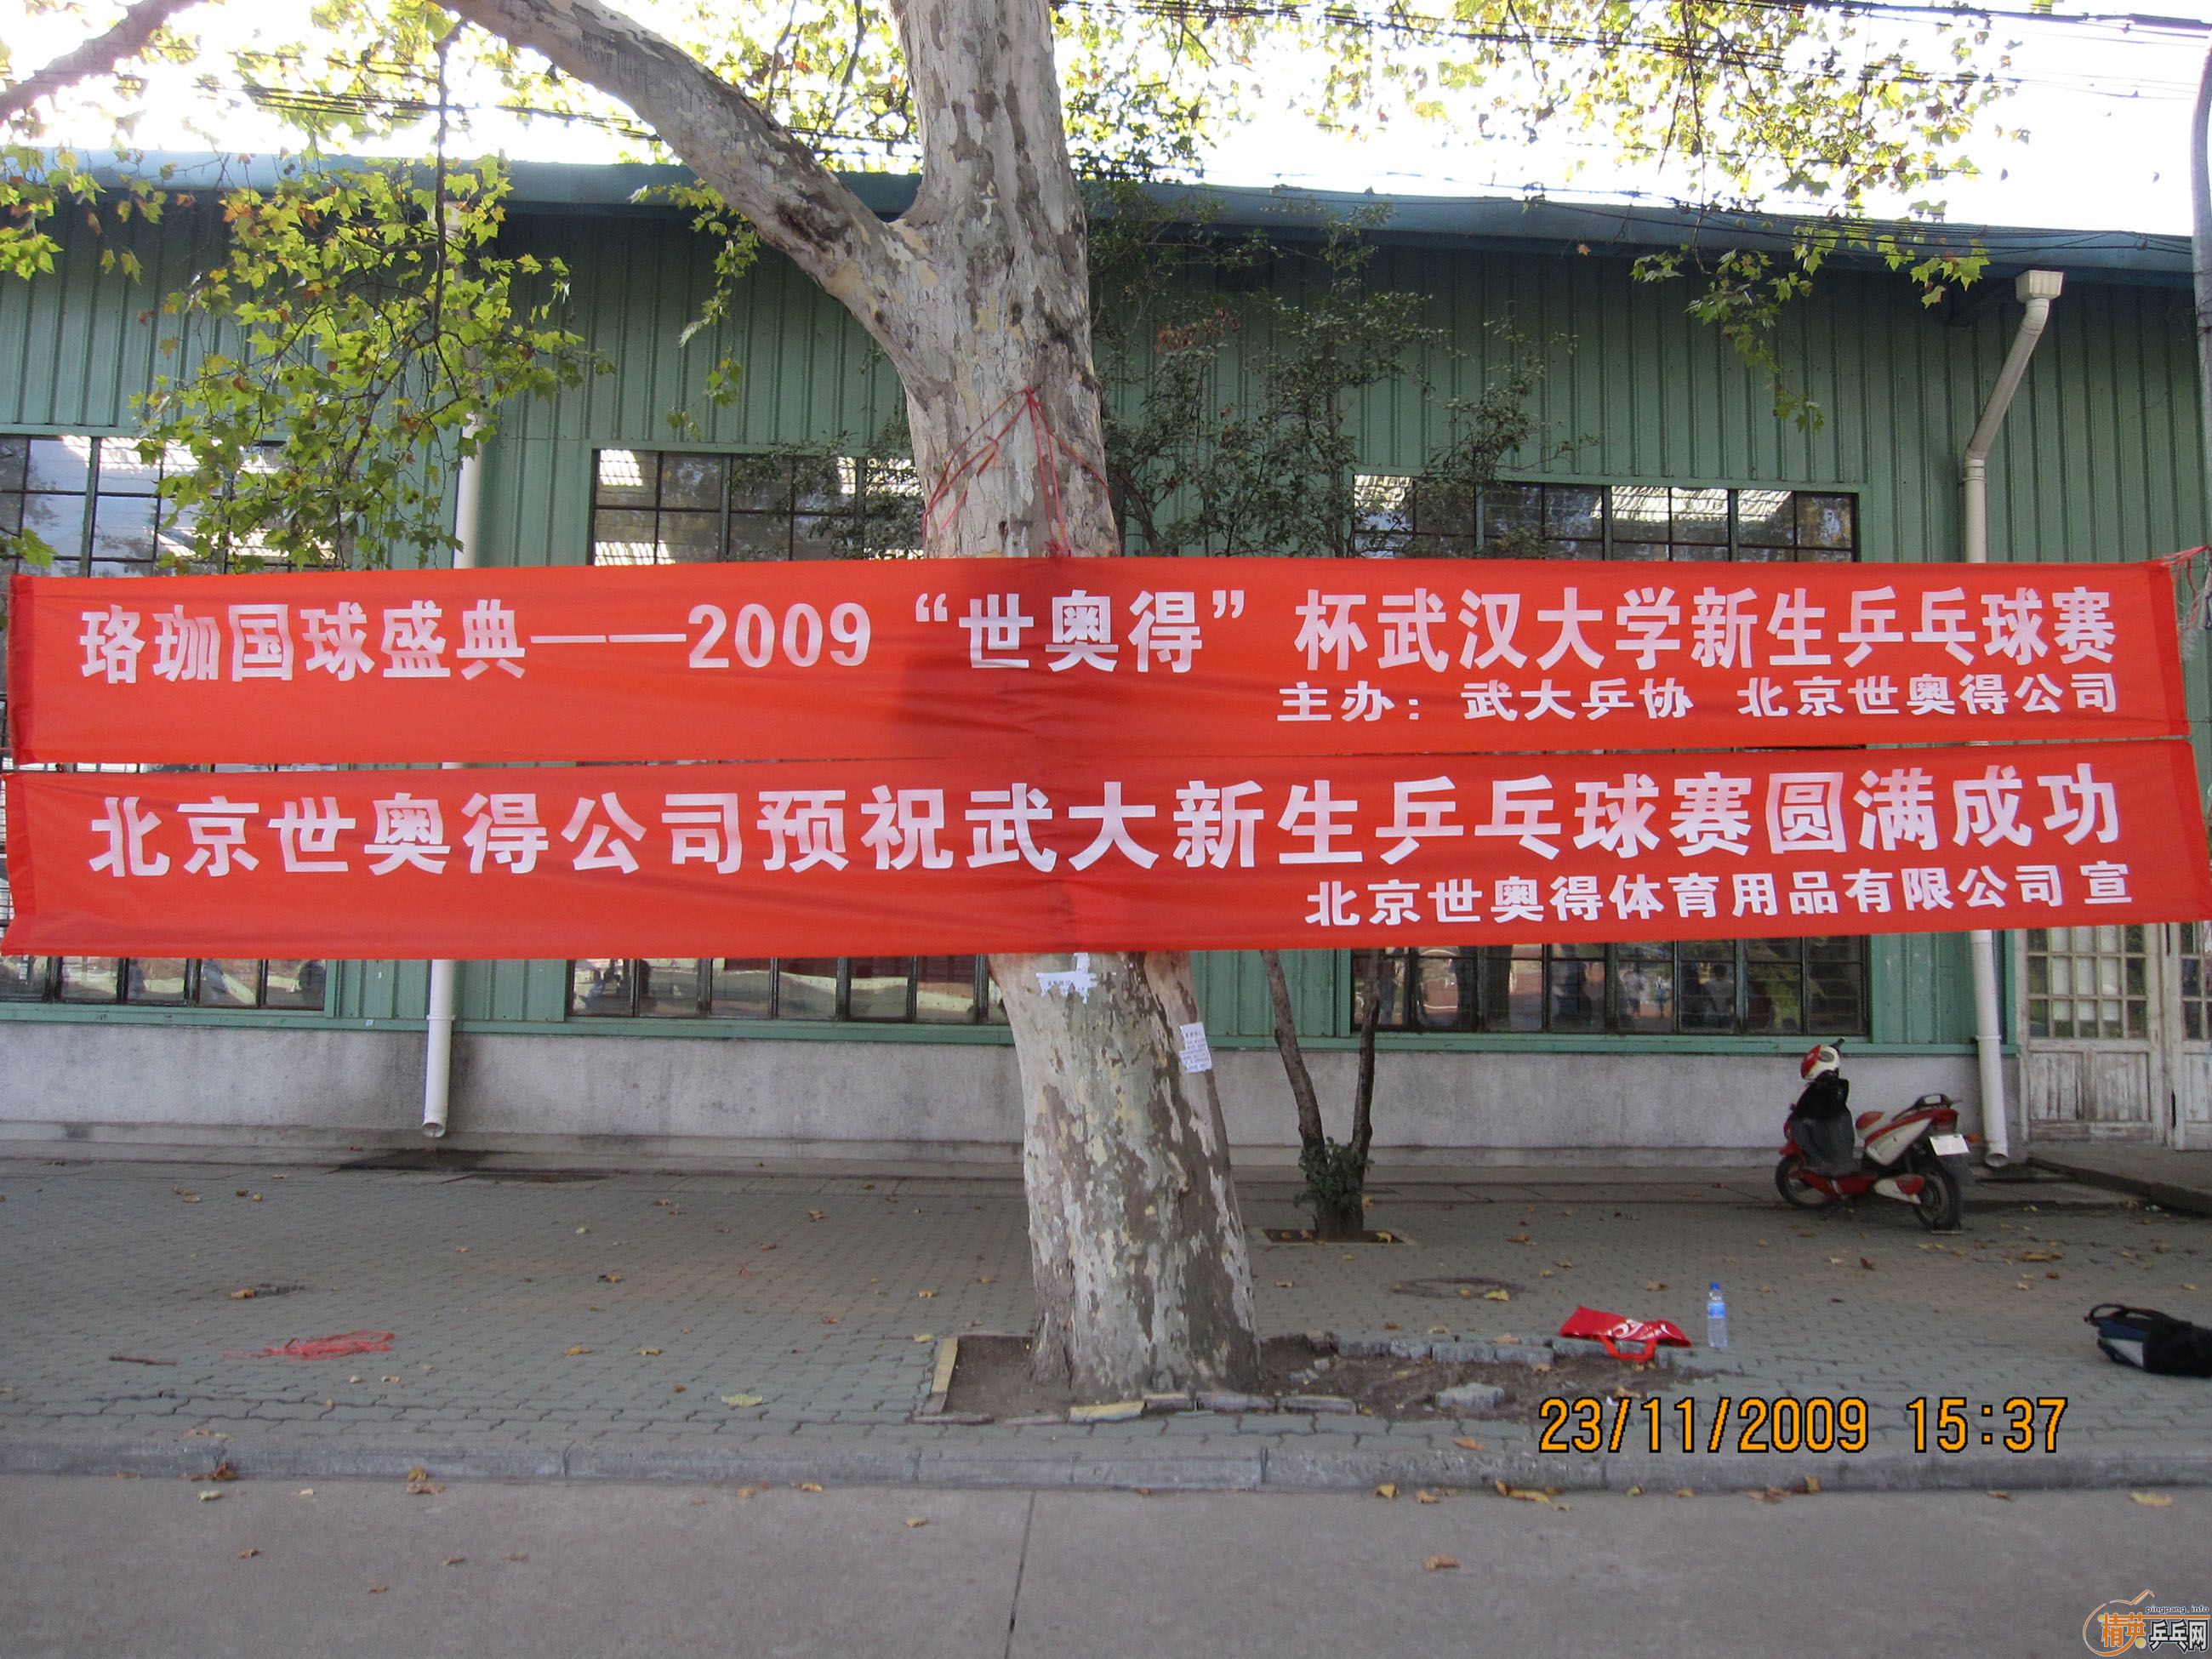 珞珈国球盛典——2009“世奥得”杯武汉大学新生乒乓球赛
主办：武大乒协 北京世奥得公司
北京世奥得公司预祝武大新生乒乓球赛圆满成功
北京世奥得体育用品有限公司 宣
23/11/2009 15:37
pingpang.info
精英乒乓网